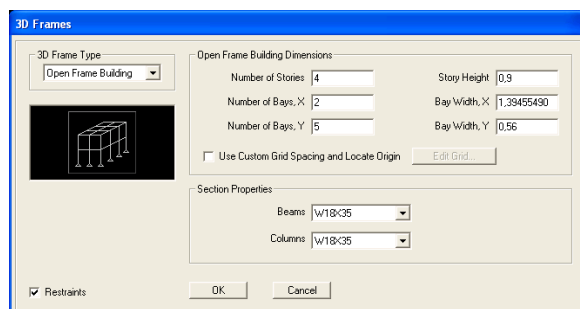 3D Frames
3D Frame Type
Open Frame Building
Open Frame Building Dimensions
Number of Stories 4 Story Height 0,9
Number of Bays, X 2 Bay Width, X 1,39455490
Number of Bays, Y 5 Bay Width, Y 0,56
Use Custom Grid Spacing and Locate Origin Edit Grid...
Section Properties
Beams W18X35
Columns W18X35
Restraints OK Cancel